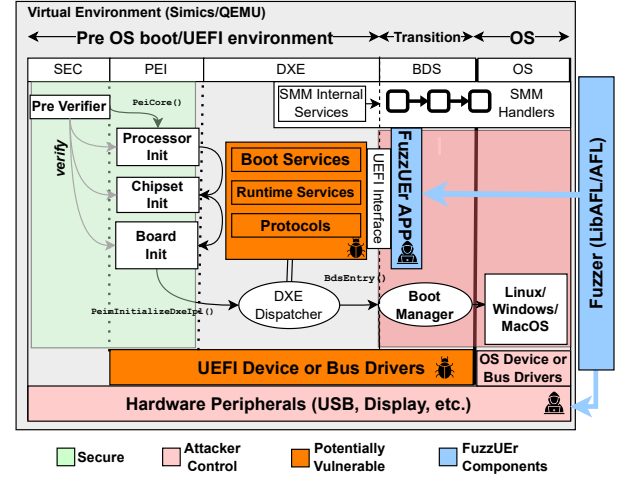 Virtual Environment (Simics/QEMU)
Pre OS boot/UEFI environment
Transition
OS
SEC
PEI
DXE
BDS
OS
Pre Verifier
PeiCore()
SMM Internal
Services
SMM
Handlers
verify
Processor
Init
Chipset
Init
Board
Init
Boot Services
Runtime Services
Protocols
UEFI Interface
FuzzUEr APP
Fuzzer (LibAFL/AFL)
BdsEntry()
PeimInitializeDxeIpl()
DXE
Dispatcher
Boot
Manager
Linux/
Windows/
MacOS
UEFI Device or Bus Drivers
OS Device or
Bus Drivers
Hardware Peripherals (USB, Display, etc.)
Secure
Attacker
Control
Potentially
Vulnerable
FuzzUEr
Components